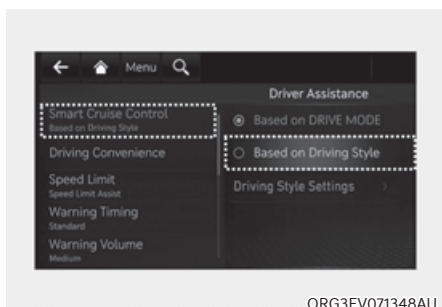 Menu
Driver Assistance
Smart Cruise Control
Based on Driving Style
Driving Convenience
Speed Limit
Speed Limit Assist
Warning Timing
Standard
Warning Volume
Medium
Based on DRIVE MODE
Based on Driving Style
Driving Style Settings
ORG3EV071348AU